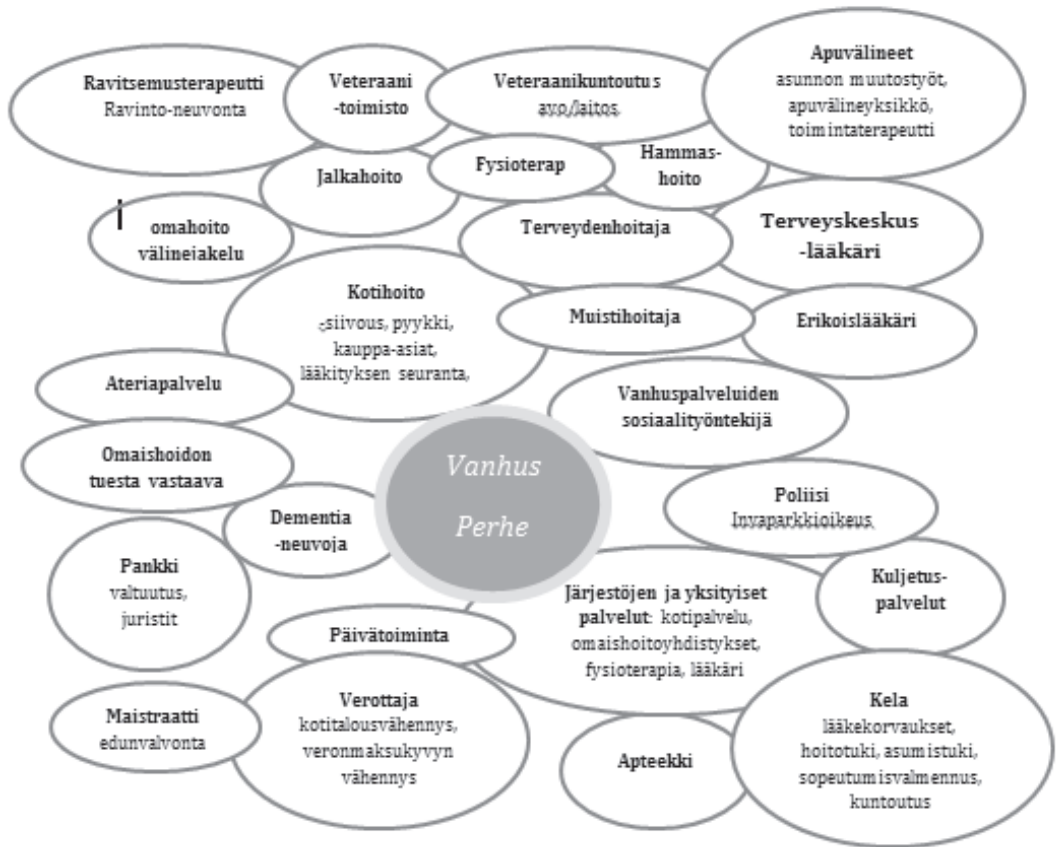 Ravitsemusterapeutti
Ravinto-neuvonta
Veteraani
-toimisto
Veteraanikuntoutus
avo/laitos
Apuvälineet
asunnon muutostyöt,
apuvälineyksikkö,
toimintaterapeutti
Jalkahoito
Fysioterap
Hammas-
hoito
i
omahoito
välineiakelu
Terveydenhoitaja
Terveyskeskus
-lääkäri
Kotihoito
-siivous, pyykki,
kauppa-asiat,
lääkityksen seuranta,
Muistihoitaja
Erikoislääkäri
Ateriapalvelu
Vanhuspalveluiden
sosiaalityöntekijä
Omaishoidon
tuesta vastaava
Vanhus
Perhe
Poliisi
Invaparkkioikeus
Dementia
-neuvoja
Pankki
valtuutus,
juristit
Järjestöjen ja yksityiset
palvelut: kotipalvelu,
omaishoitoyhdistykset,
fysioterapia, lääkäri
Kuljetus-
palvelut
Päivätoiminta
Maistraatti
edunvalvonta
Verottaja
kotitalousvähennys,
veronmaksukyvyn
vähennys
Apteekki
Kela
lääkekorvaukset,
hoitotuki, asumistuki,
sopeutumisvalmennus,
kuntoutus